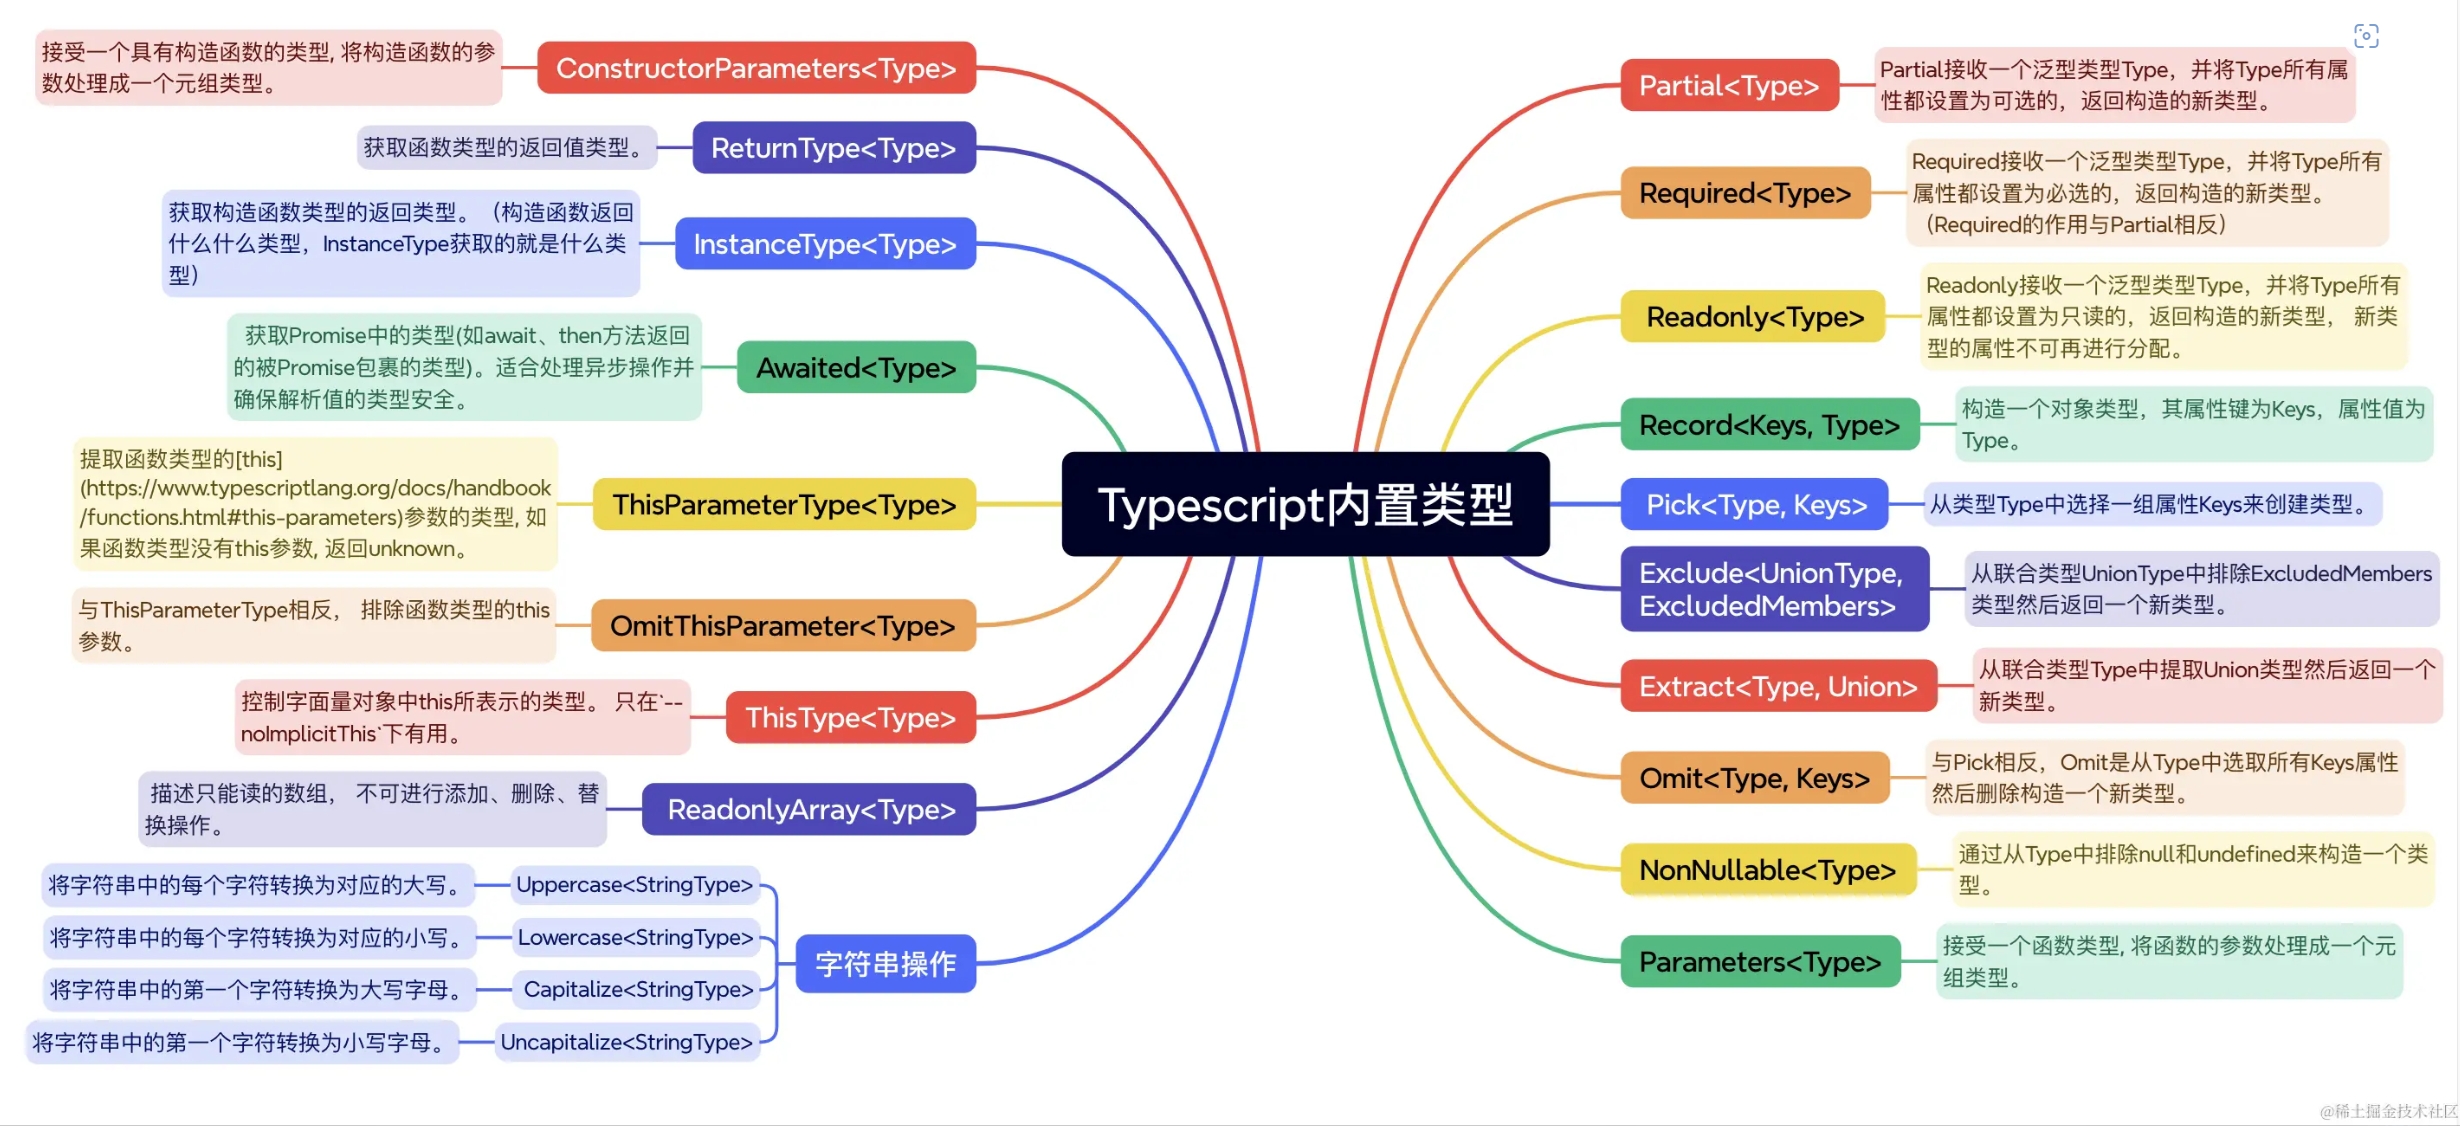 Typescript内置类型
Partial<Type>
Partial接收一个泛型类型Type，并将Type所有属
性都设置为可选的，返回构造的新类型。
Required<Type>
Required接收一个泛型类型Type，并将Type所有
属性都设置为必选的，返回构造的新类型。
（Required的作用与Partial相反）
Readonly<Type>
Readonly接收一个泛型类型Type，并将Type所有
属性都设置为只读的，返回构造的新类型， 新类
型的属性不可再进行分配。
Record<Keys, Type>
构造一个对象类型，其属性键为Keys，属性值为
Type。
Pick<Type, Keys>
从类型Type中选择一组属性Keys来创建类型。
Exclude<UnionType,
ExcludedMembers>
从联合类型UnionType中排除ExcludedMembers
类型然后返回一个新类型。
Extract<Type, Union>
从联合类型Type中提取Union类型然后返回一个
新类型。
Omit<Type, Keys>
与Pick相反，Omit是从Type中选取所有Keys属性
然后删除构造一个新类型。
NonNullable<Type>
通过从Type中排除null和undefined来构造一个类
型。
Parameters<Type>
接受一个函数类型, 将函数的参数处理成一个元
组类型。
ConstructorParameters<Type>
接受一个具有构造函数的类型, 将构造函数的参
数处理成一个元组类型。
ReturnType<Type>
获取函数类型的返回值类型。
InstanceType<Type>
获取构造函数类型的返回类型。（构造函数返回
什么什么类型，InstanceType获取的就是什么类
型）
Awaited<Type>
获取Promise中的类型(如await、then方法返回
的被Promise包裹的类型)。适合处理异步操作并
确保解析值的类型安全。
ThisParameterType<Type>
提取函数类型的[this]
(https://www.typescriptlang.org/docs/handbook
/functions.html#this-parameters)参数的类型, 如
果函数类型没有this参数, 返回unknown。
OmitThisParameter<Type>
与ThisParameterType相反， 排除函数类型的this
参数。
ThisType<Type>
控制字面量对象中this所表示的类型。 只在`--
noImplicitThis`下有用。
ReadonlyArray<Type>
描述只能读的数组， 不可进行添加、删除、替
换操作。
字符串操作
Uppercase<StringType>
将字符串中的每个字符转换为对应的大写。
Lowercase<StringType>
将字符串中的每个字符转换为对应的小写。
Capitalize<StringType>
将字符串中的第一个字符转换为大写字母。
Uncapitalize<StringType>
将字符串中的第一个字符转换为小写字母。
@稀土掘金技术社区